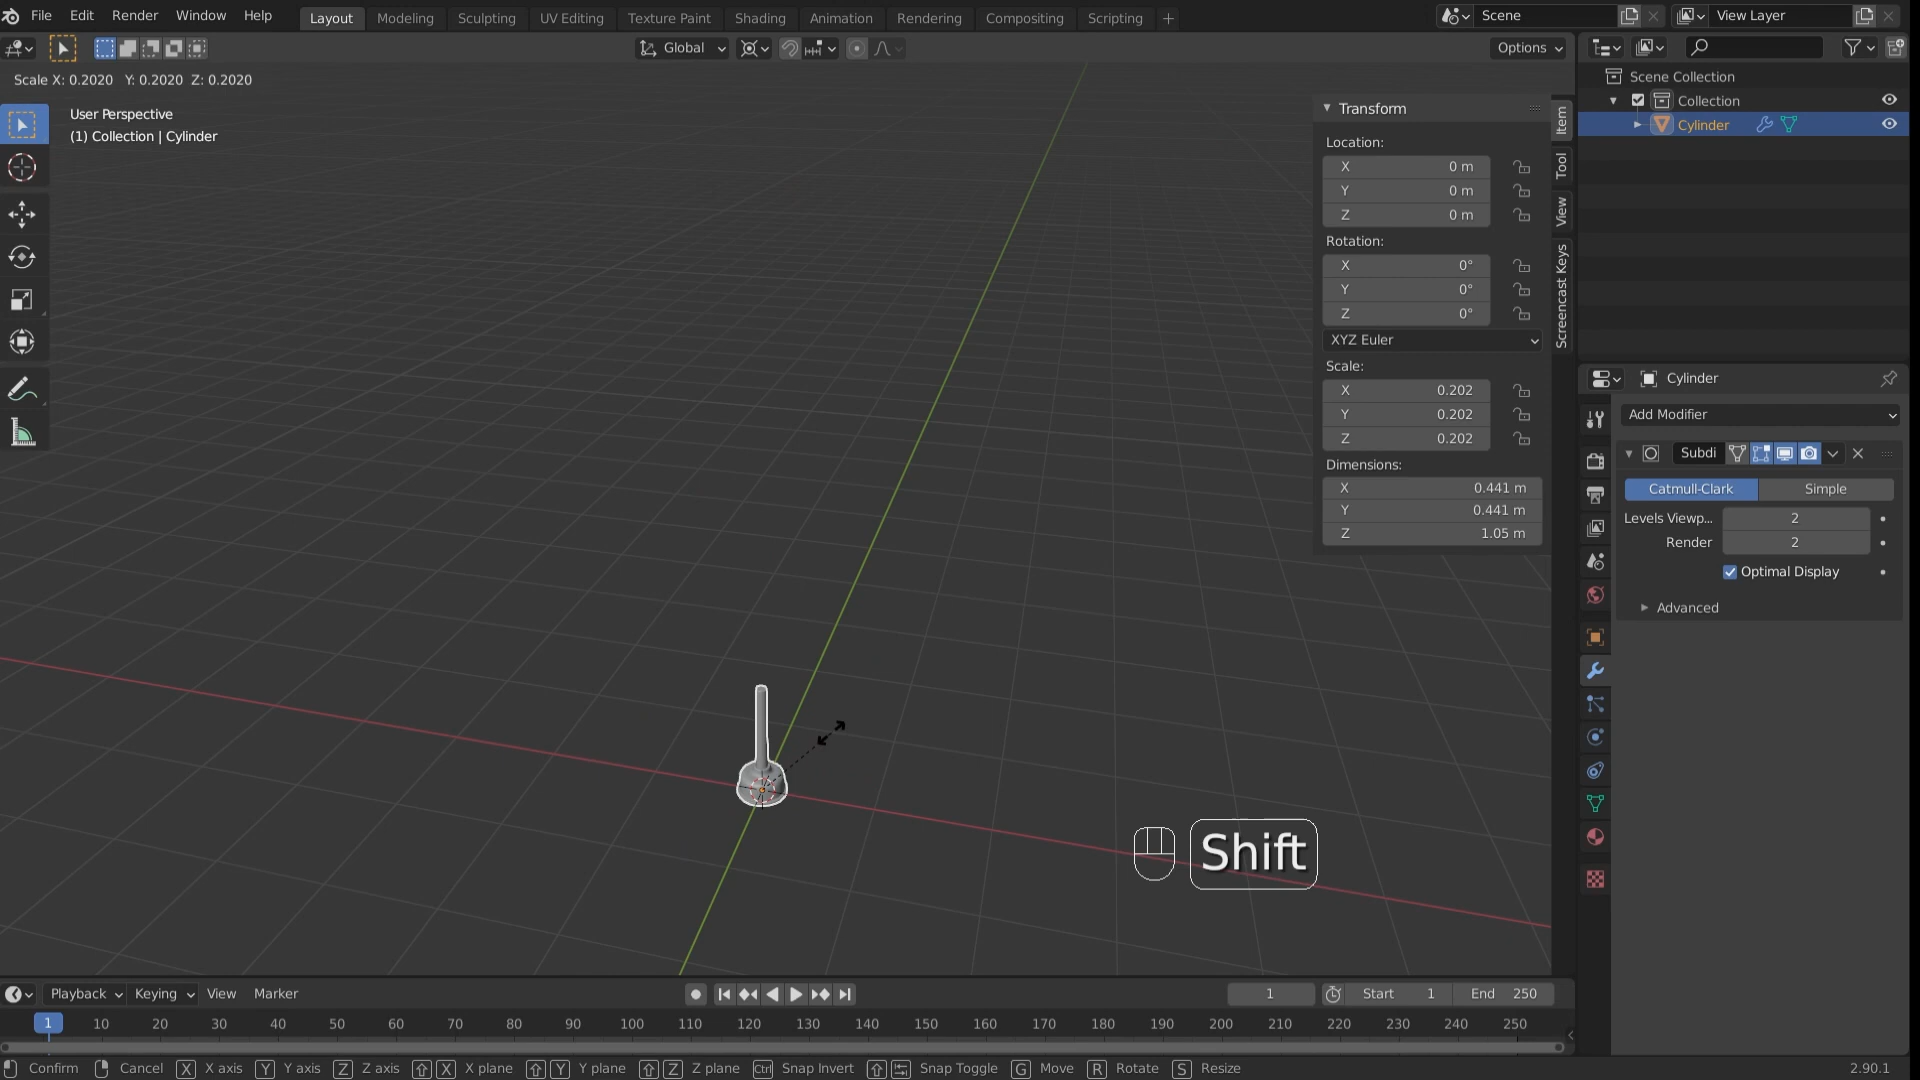 File Edit Render Window Help Layout Modeling Sculpting UV Editing Texture Paint Shading Animation Rendering Compositing Scripting + Scene View Layer
Global Options
Scale X: 0.2020 Y: 0.2020 Z: 0.2020
User Perspective
(1) Collection | Cylinder
Transform
Location:
X 0 m
Y 0 m
Z 0 m
Rotation:
X 0°
Y 0°
Z 0°
XYZ Euler
Scale:
X 0.202
Y 0.202
Z 0.202
Dimensions:
X 0.441 m
Y 0.441 m
Z 1.05 m
Item
Tool
View
Screencast Keys
Scene Collection
Collection
Cylinder
Cylinder
Add Modifier
Subdi
Catmull-Clark Simple
Levels Viewp... 2
Render 2
Optimal Display
Advanced
Shift
Playback Keying View Marker 1 Start 1 End 250
1 10 20 30 40 50 60 70 80 90 100 110 120 130 140 150 160 170 180 190 200 210 220 230 240 250
Confirm Cancel X X axis Y Y axis Z Z axis X X plane Y Y plane Z Z plane Ctrl Snap Invert Snap Toggle G Move R Rotate S Resize 2.90.1